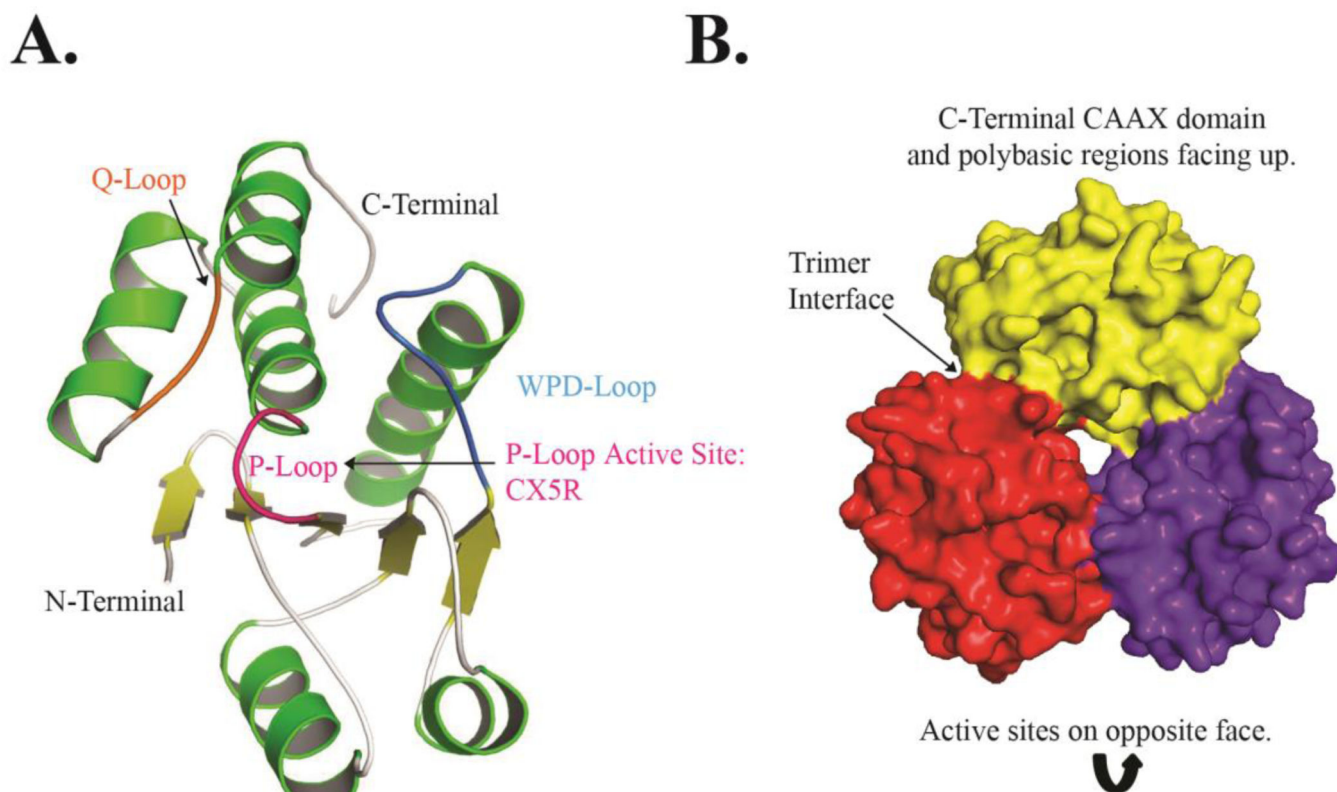 A.
Q-Loop
C-Terminal
WPD-Loop
P-Loop
P-Loop Active Site:
CX5R
N-Terminal
B.
C-Terminal CAAX domain
and polybasic regions facing up.
Trimer
Interface
Active sites on opposite face.